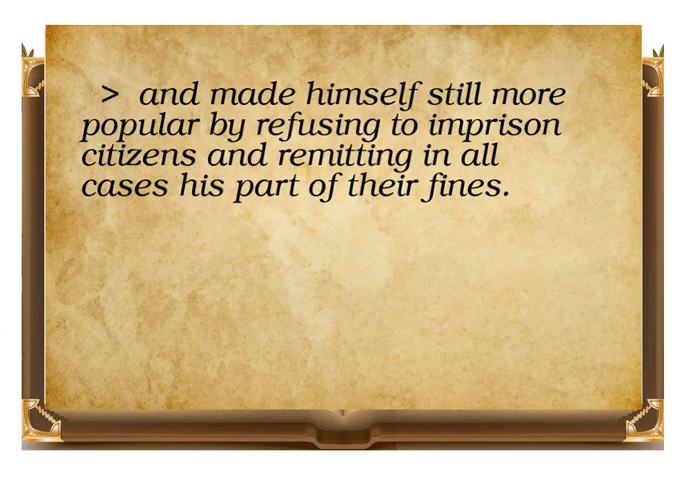 > and made himself still more
popular by refusing to imprison
citizens and remitting in all
cases his part of their fines.